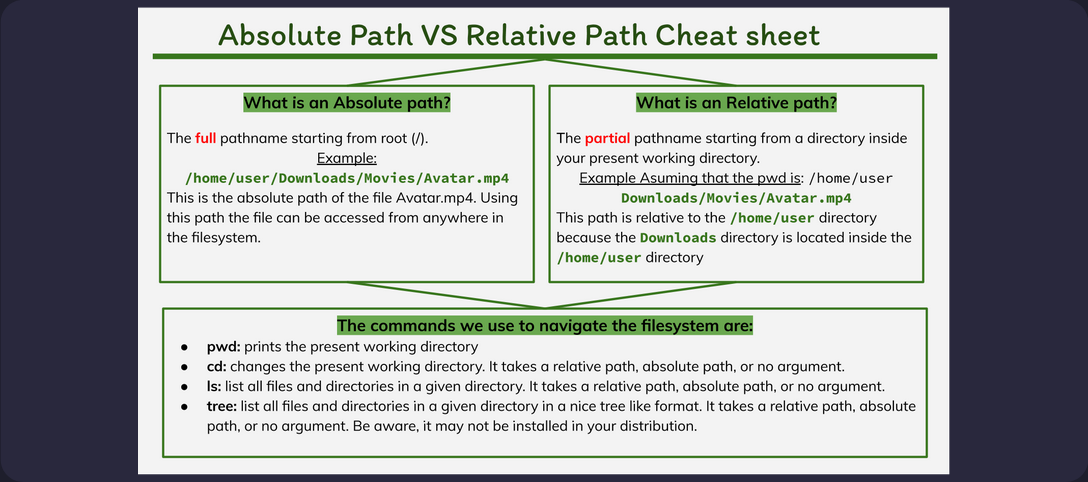 Absolute Path VS Relative Path Cheat sheet
What is an Absolute path?
The full pathname starting from root (/).
Example:
/home/user/Downloads/Movies/Avatar.mp4
This is the absolute path of the file Avatar.mp4. Using
this path the file can be accessed from anywhere in
the filesystem.
What is an Relative path?
The partial pathname starting from a directory inside
your present working directory.
Example Asuming that the pwd is: /home/user
Downloads/Movies/Avatar.mp4
This path is relative to the /home/user directory
because the Downloads directory is located inside the
/home/user directory
The commands we use to navigate the filesystem are:
● pwd: prints the present working directory
● cd: changes the present working directory. It takes a relative path, absolute path, or no argument.
● ls: list all files and directories in a given directory. It takes a relative path, absolute path, or no argument.
● tree: list all files and directories in a given directory in a nice tree like format. It takes a relative path, absolute
path, or no argument. Be aware, it may not be installed in your distribution.